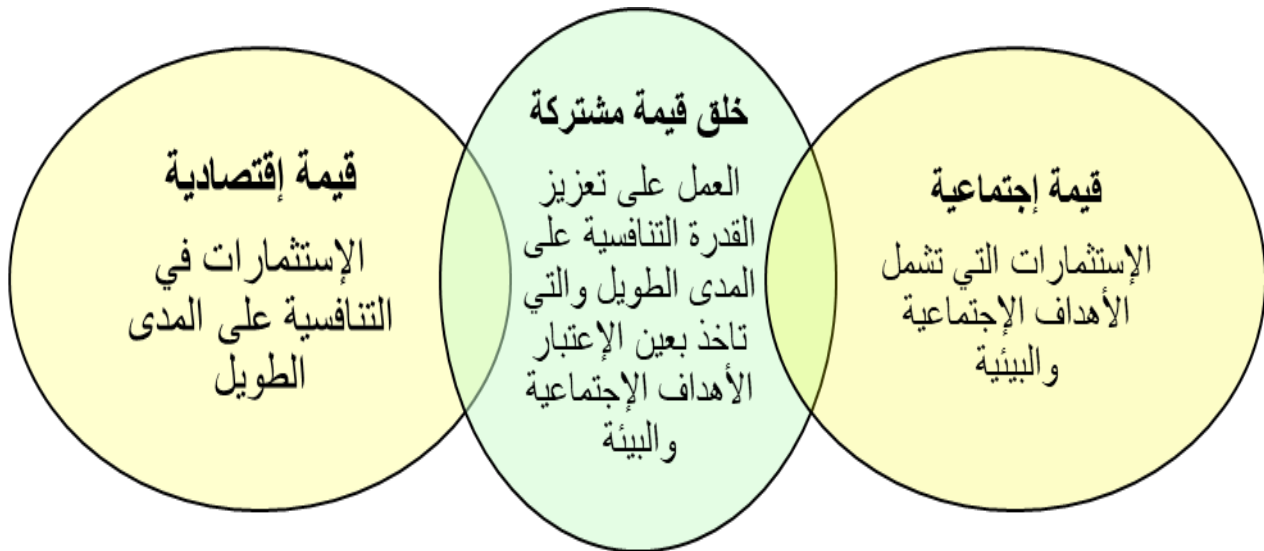 قيمة إجتماعية
الإستثمارات التي تشمل
الأهداف الإجتماعية
والبيئية
خلق قيمة مشتركة
العمل على تعزيز
القدرة التنافسية على
المدى الطويل والتي
تاخذ بعين الإعتبار
الأهداف الإجتماعية
والبيئة
قيمة إقتصادية
الإستثمارات في
التنافسية على المدى
الطويل